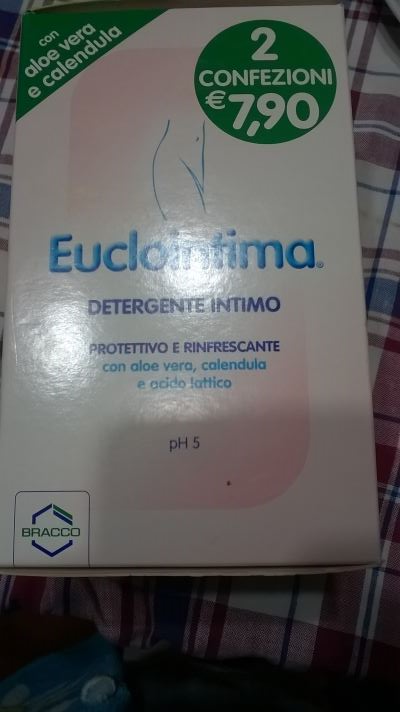 con
aloe vera
e calendula
2
CONFEZIONI
€7,90
Euclointima®
DETERGENTE INTIMO
PROTETTIVO E RINFRESCANTE
con aloe vera, calendula
e acido lattico
pH 5
BRACCO